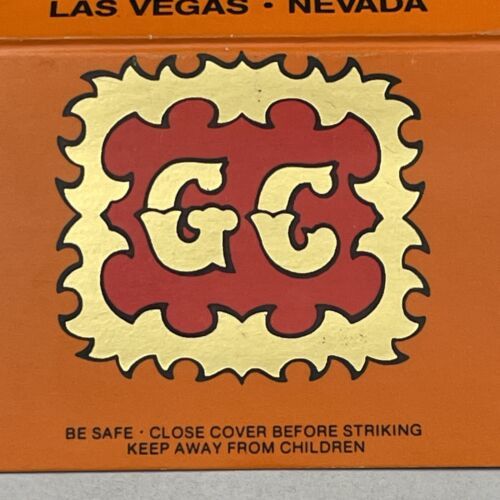 LAS VEGAS · NEVADA
GC
BE SAFE · CLOSE COVER BEFORE STRIKING
KEEP AWAY FROM CHILDREN